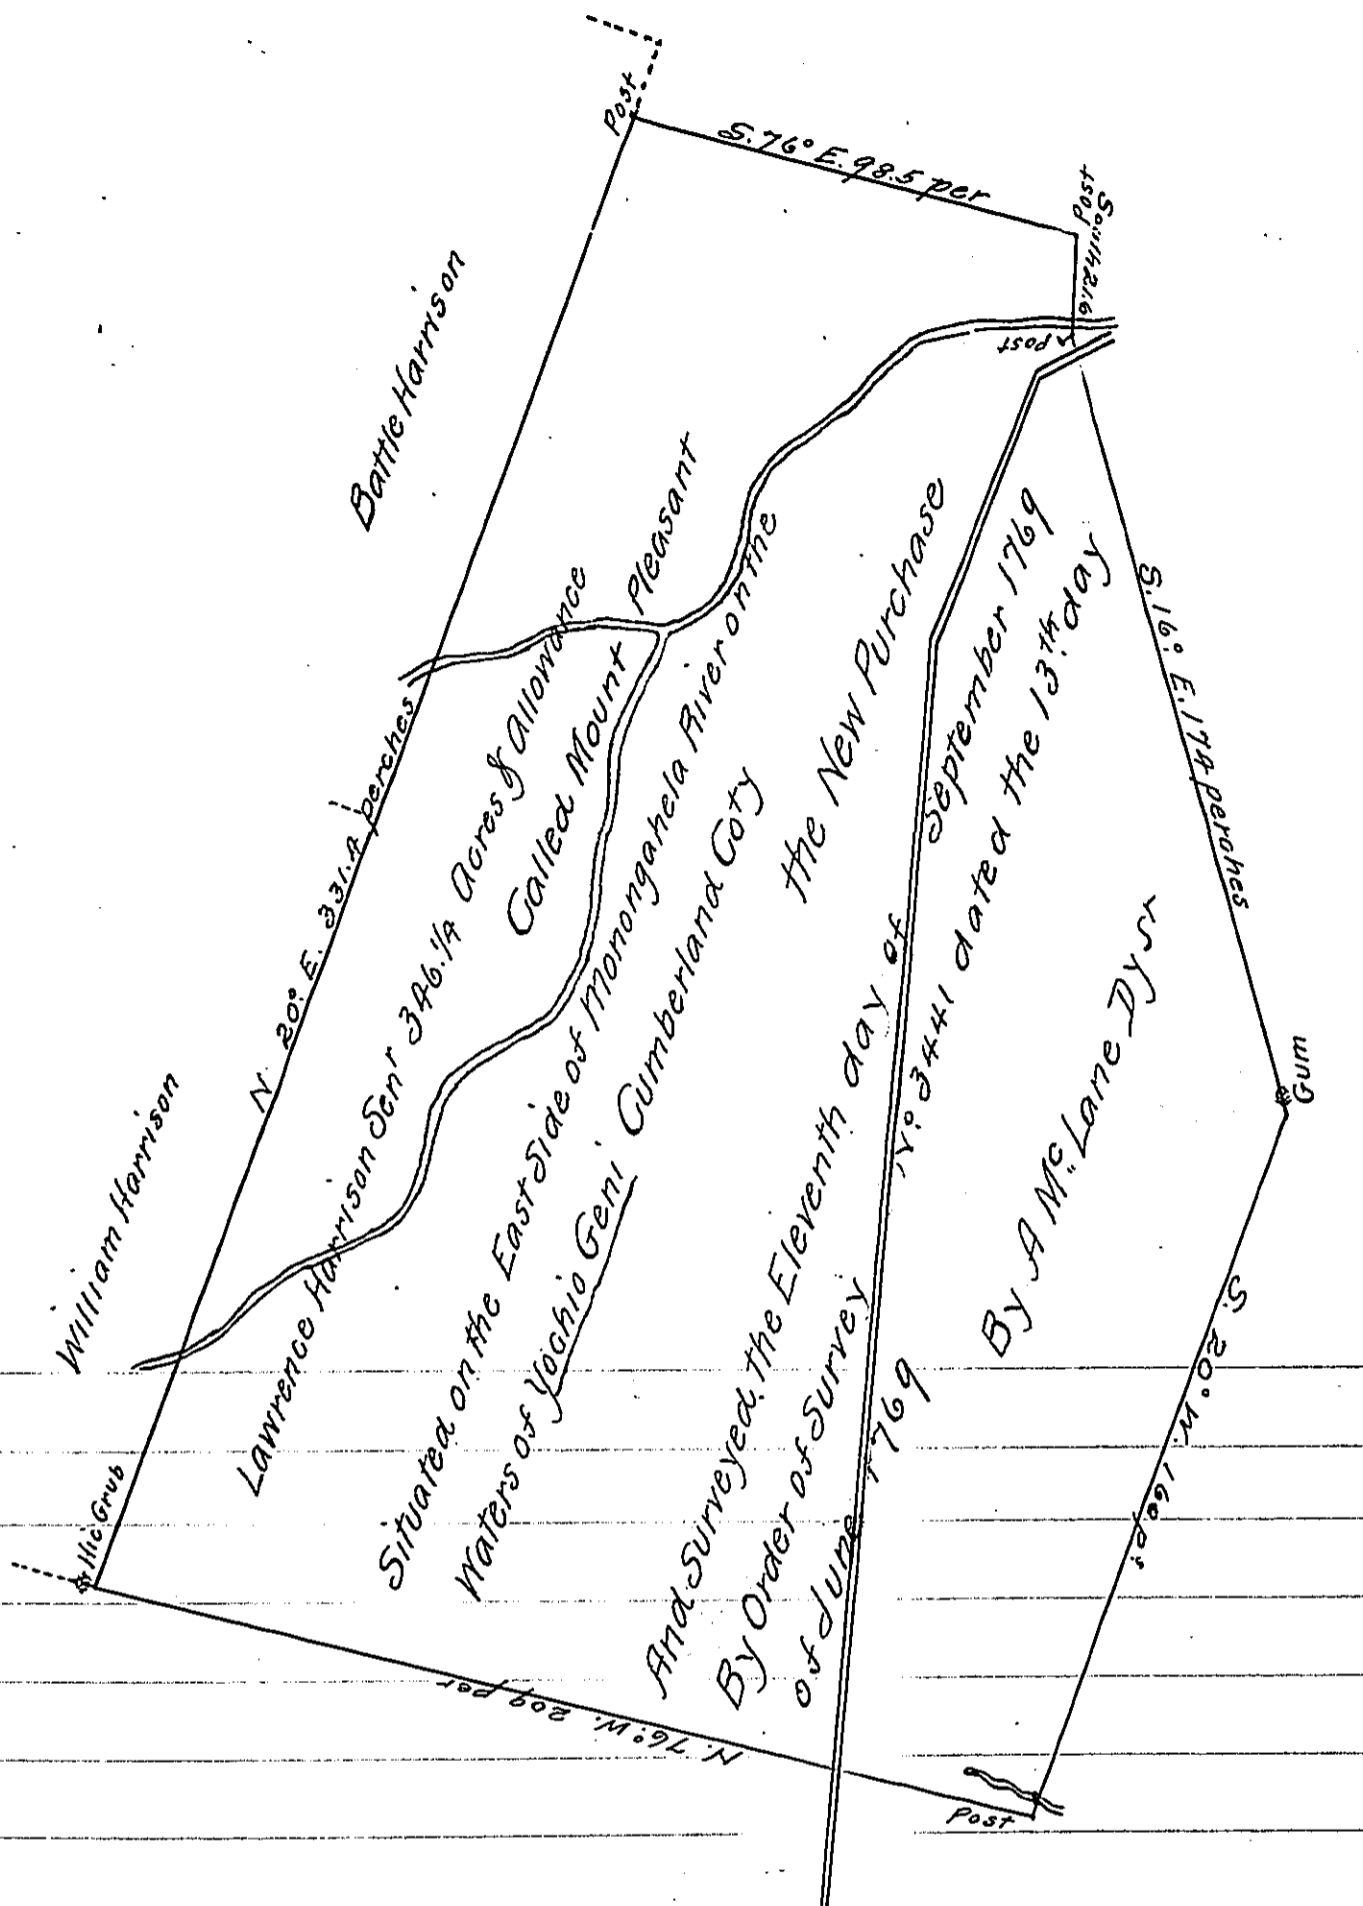 Post
S. 76° E. 98.5 per
Post
South 21.6
Post
Battle Harrison
S. 16° E. 174 perches
Gum
S. 20° W. 160 ps
Post
N. 76° W. 209 per
Hic Grub
William Harrison
N. 20° E. 331.4 perches
Lawrence Harrison Senr 346.1/4 Acres & Allowance
Called Mount Pleasant
Situated on the East Side of Monongahela River on the
Waters of Yoghio Geni Cumberland Coty the New Purchase
And Surveyed the Eleventh day of September 1769
By Order of Survey No 3441 dated the 13th day
of June 1769
By A McLane Dy Sr